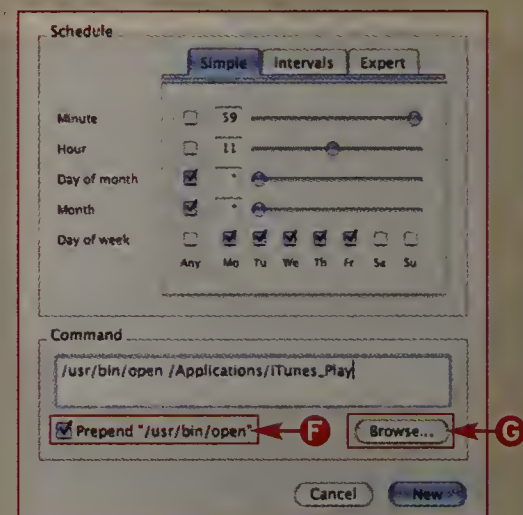 Schedule
Simple Intervals Expert
Minute 59
Hour 11
Day of month *
Month *
Day of week
Any Mo Tu We Th Fr Sa Su
Command
/usr/bin/open /Applications/iTunes_Play
Prepend "/usr/bin/open" F Browse... G
Cancel New